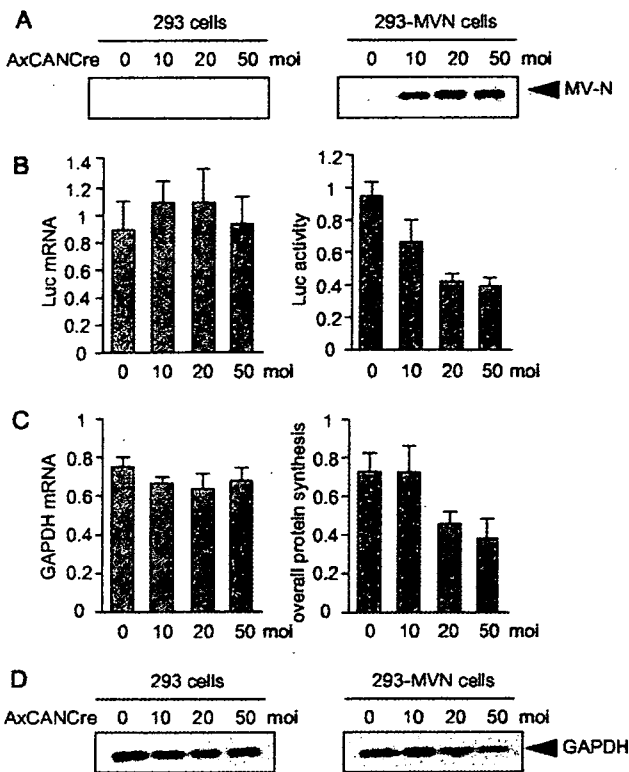 A
293 cells
293-MVN cells
AxCANCre 0 10 20 50 moi
0 10 20 50 moi
MV-N
B
Luc mRNA
1.4
1.2
1
0.8
0.6
0.4
0.2
0
0 10 20 50 moi
Luc activity
1.2
1
0.8
0.6
0.4
0.2
0
0 10 20 50 moi
C
GAPDH mRNA
1
0.8
0.6
0.4
0.2
0
0 10 20 50 moi
overall protein synthesis
1
0.8
0.6
0.4
0.2
0
0 10 20 50 moi
D
293 cells
293-MVN cells
AxCANCre 0 10 20 50 moi
0 10 20 50 moi
GAPDH